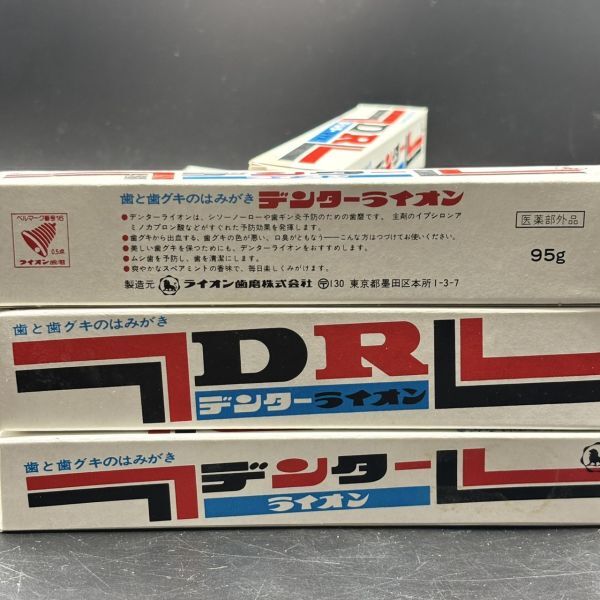 DR
デンターライオン
歯と歯グキのはみがき デンターライオン
ベルマーク番号16
0.5点
ライオン歯磨
●デンターライオンは、シソーノーローや歯ギン炎予防のための歯磨です。主剤のイプシロンア
ミノカプロン酸などがすぐれた予防効果を発揮します。
●歯グキから出血する、歯グキの色が悪い、口臭がともなう——こんな方はつづけてお使いください。
●美しい歯グキを保つためにも、デンターライオンをおすすめします。
●ムシ歯を予防し、歯を清潔にします。
●爽やかなスペアミントの香味で、毎日楽しくみがけます。
製造元 ライオン歯磨株式会社 〒130 東京都墨田区本所1-3-7
医薬部外品
95g
歯と歯グキのはみがき
DR
デンターライオン
歯と歯グキのはみがき
デンター
ライオン